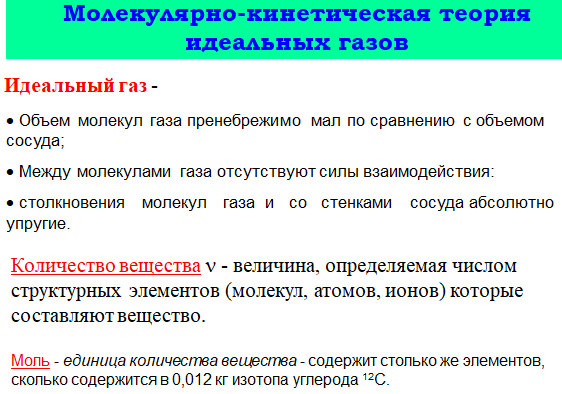 Молекулярно-кинетическая теория
идеальных газов
Идеальный газ -
• Объем молекул газа пренебрежимо мал по сравнению с объемом
сосуда;
• Между молекулами газа отсутствуют силы взаимодействия:
• столкновения молекул газа и со стенками сосуда абсолютно
упругие.
Количество вещества ν - величина, определяемая числом
структурных элементов (молекул, атомов, ионов) которые
составляют вещество.
Моль - единица количества вещества - содержит столько же элементов,
сколько содержится в 0,012 кг изотопа углерода ¹²С.